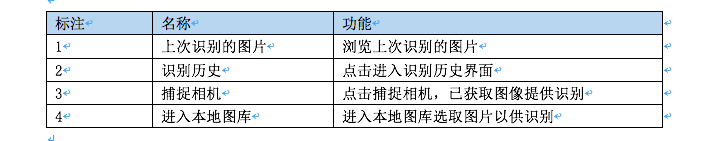 标注 名称 功能
1 上次识别的图片 浏览上次识别的图片
2 识别历史 点击进入识别历史界面
3 捕捉相机 点击捕捉相机，已获取图像提供识别
4 进入本地图库 进入本地图库选取图片以供识别